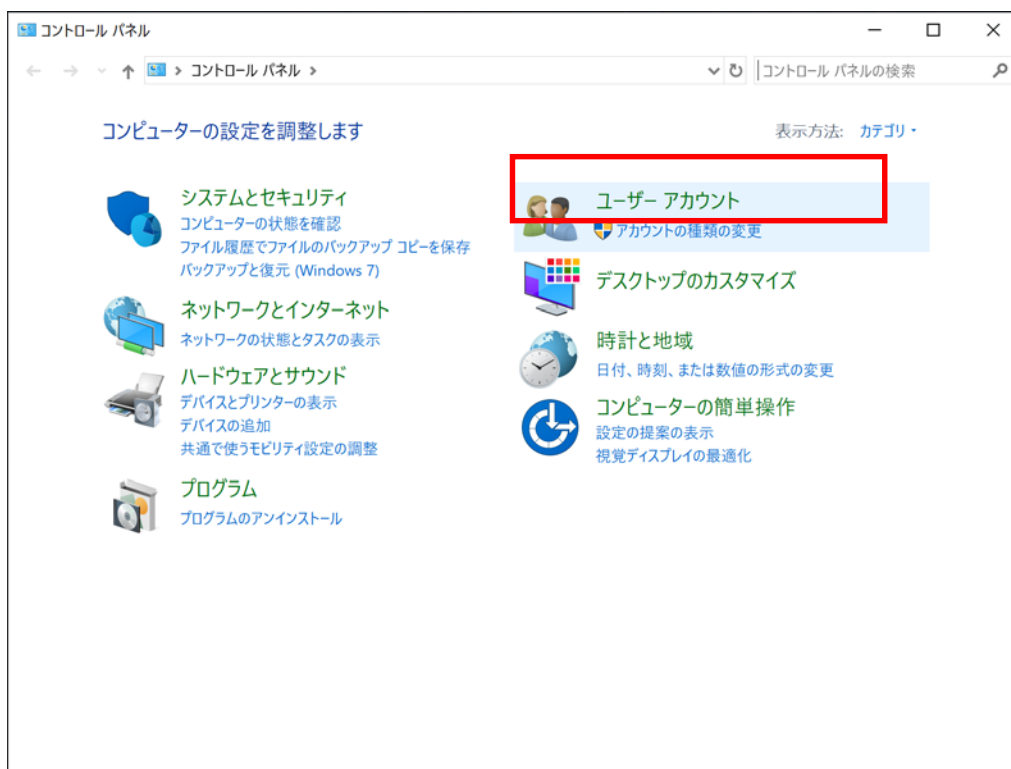 コントロール パネル
コントロール パネル
コントロール パネルの検索
コンピューターの設定を調整します
表示方法: カテゴリ
システムとセキュリティ
コンピューターの状態を確認
ファイル履歴でファイルのバックアップ コピーを保存
バックアップと復元 (Windows 7)
ネットワークとインターネット
ネットワークの状態とタスクの表示
ハードウェアとサウンド
デバイスとプリンターの表示
デバイスの追加
共通で使うモビリティ設定の調整
プログラム
プログラムのアンインストール
ユーザー アカウント
アカウントの種類の変更
デスクトップのカスタマイズ
時計と地域
日付、時刻、または数値の形式の変更
コンピューターの簡単操作
設定の提案の表示
視覚ディスプレイの最適化